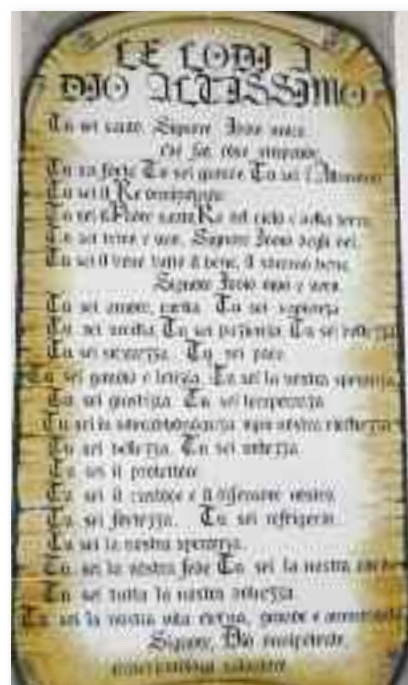 LE LODI A
DIO ALTISSIMO
Tu sei santo, Signore Iddio unico
che fai cose stupende
Tu sei forte Tu sei grande Tu sei l'Altissimo
Tu sei il Re onnipotente
Tu sei il Padre santo Re del cielo e della terra
Tu sei trino e uno, Signore Iddio degli dei.
Tu sei il bene tutto il bene, il sommo bene,
Signore Iddio vivo e vero
Tu sei amore, carità Tu sei sapienza
Tu sei umiltà Tu sei pazienza Tu sei bellezza
Tu sei sicurezza Tu sei pace
Tu sei gaudio e letizia, Tu sei la nostra speranza
Tu sei giustizia Tu sei temperanza
Tu sei la ogni nostra ricchezza
Tu sei bellezza. Tu sei
Tu sei il protettore
Tu sei il custode e il difensore nostro
Tu sei fortezza. Tu sei refrigerio
Tu sei la nostra speranza.
Tu sei la nostra fede Tu sei la nostra
Tu sei tutta la nostra dolcezza
Tu sei la nostra vita eterna, grande e ammirabile
Signore, Dio onnipotente,
misericordioso salvatore